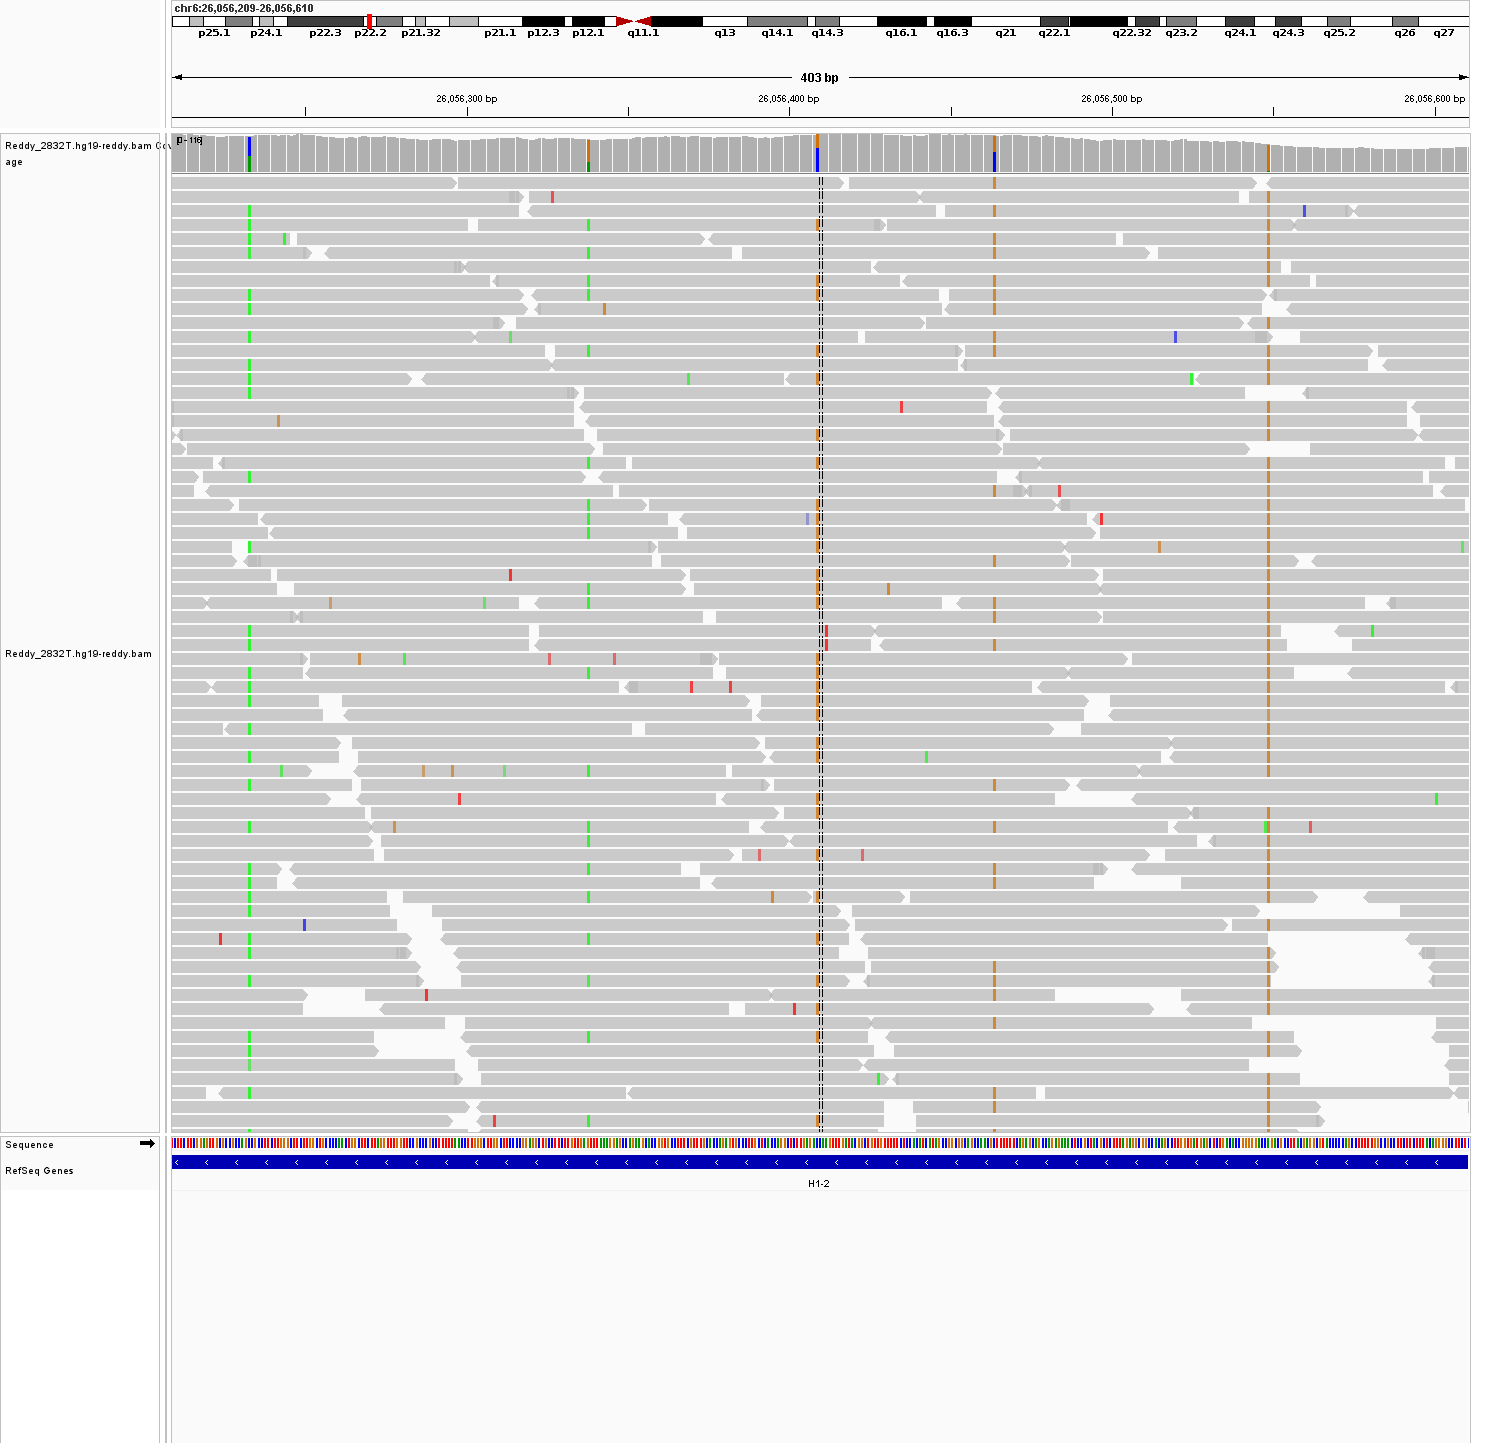 chr6:26,056,209-26,056,610
p25.1 p24.1 p22.3 p22.2 p21.32 p21.1 p12.3 p12.1 q11.1 q13 q14.1 q14.3 q16.1 q16.3 q21 q22.1 q22.32 q23.2 q24.1 q24.3 q25.2 q26 q27
403 bp
26,056,300 bp 26,056,400 bp 26,056,500 bp 26,056,600 bp
[0 - 116]
Reddy_2832T.hg19-reddy.bam Cov
age
Reddy_2832T.hg19-reddy.bam
Sequence
RefSeq Genes
H1-2